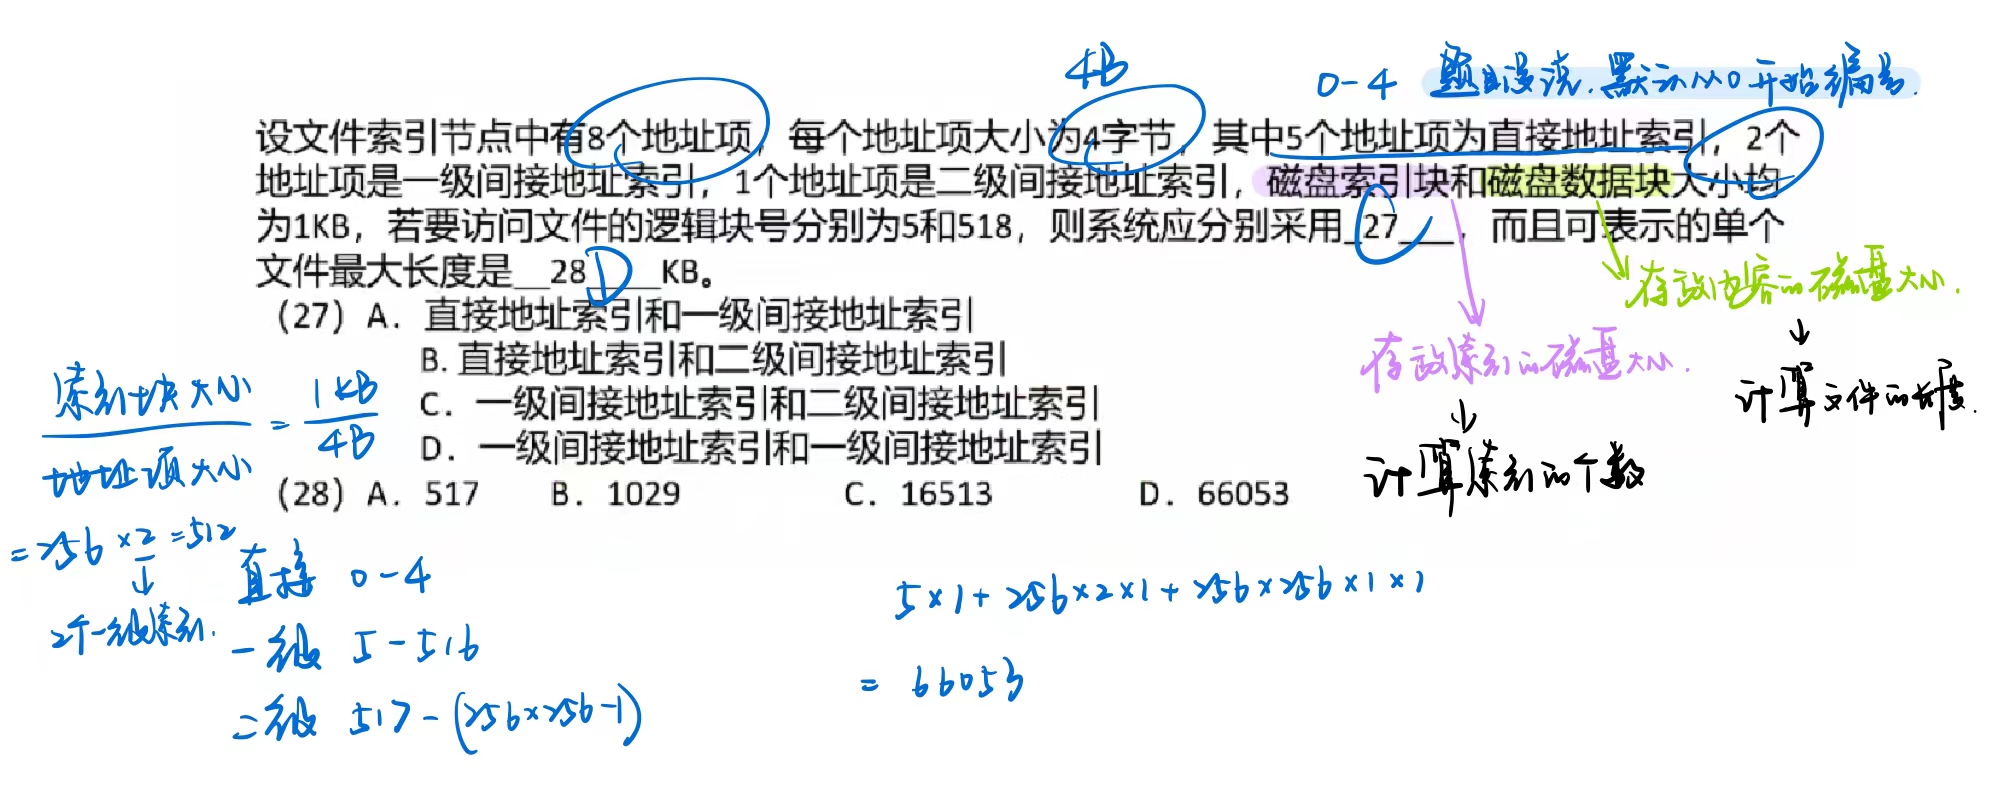 4B
0-4 题目没说.默认从0开始编号.
设文件索引节点中有8个地址项，每个地址项大小为4字节，其中5个地址项为直接地址索引，2个
地址项是一级间接地址索引，1个地址项是二级间接地址索引，磁盘索引块和磁盘数据块大小均
为1KB，若要访问文件的逻辑块号分别为5和518，则系统应分别采用_27___，而且可表示的单个
C
文件最大长度是__28____KB。
D
存放内容的磁盘大小.
↓
计算文件的长度.
存放索引的磁盘大小.
↓
计算索引的个数
（27）A．直接地址索引和一级间接地址索引
B. 直接地址索引和二级间接地址索引
C．一级间接地址索引和二级间接地址索引
D．一级间接地址索引和一级间接地址索引
（28）A．517 B．1029 C．16513 D．66053
索引块大小 = 1KB
地址项大小 4B
=256×2=512
↓
2个一级索引.
直接 0-4
一级 5-516
二级 517-(256×256-1)
5×1+256×2×1+256×256×1×1
= 66053